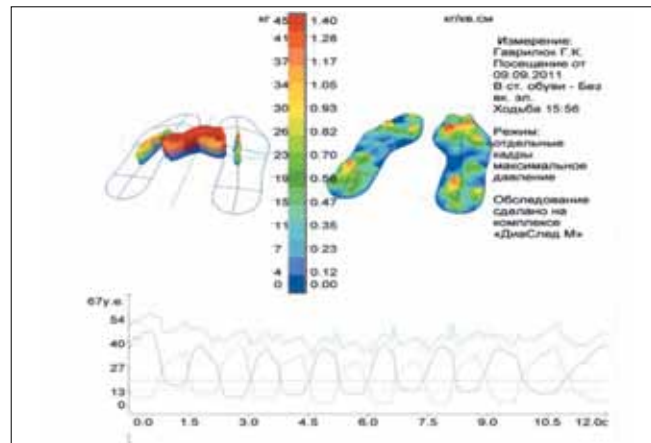 кг 45 1.40 кг/кв.см
41 1.28
37 1.17
34 1.05
30 0.93
26 0.82
23 0.70
19 0.58
15 0.47
11 0.35
7 0.23
4 0.12
0 0.00
Измерение:
Гаврилюк Г.К.
Посещение от
09.09.2011
В ст. обуви - Без
вк. эл.
Ходьба 15:56
Режим:
отдельные
кадры
максимальное
давление
Обследование
сделано на
комплексе
«ДиаСлед М»
67у.е.
54
40
27
13
0
0.0 1.5 3.0 4.5 6.0 7.5 9.0 10.5 12.0с